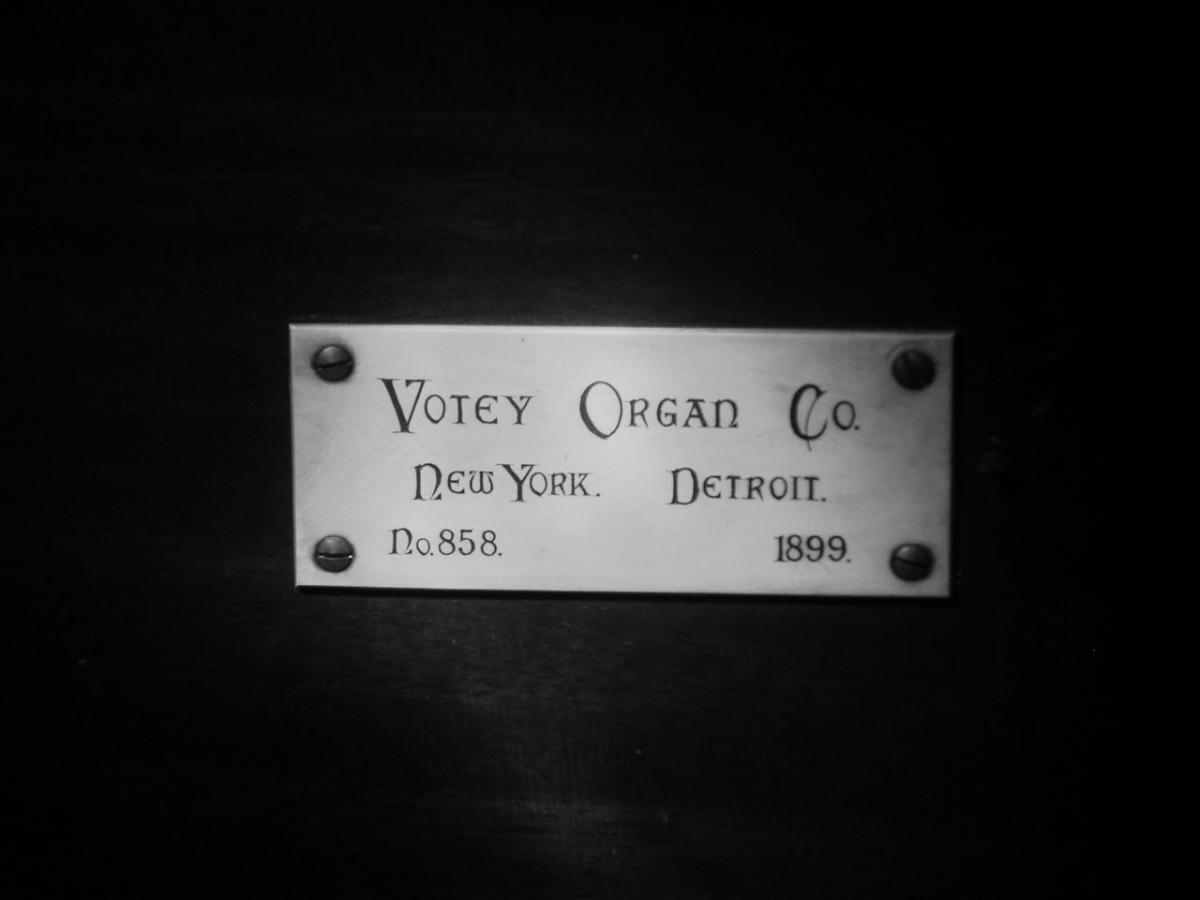 Votey Organ Co.
New York. Detroit.
No. 858. 1899.